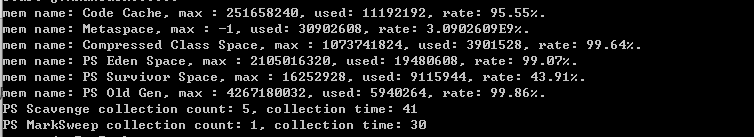 mem name: Code Cache, max : 251658240, used: 11192192, rate: 95.55%.
mem name: Metaspace, max : -1, used: 30902608, rate: 3.0902609E9%.
mem name: Compressed Class Space, max : 1073741824, used: 3901528, rate: 99.64%.
mem name: PS Eden Space, max : 2105016320, used: 19480608, rate: 99.07%.
mem name: PS Survivor Space, max : 16252928, used: 9115944, rate: 43.91%.
mem name: PS Old Gen, max : 4267180032, used: 5940264, rate: 99.86%.
PS Scavenge collection count: 5, collection time: 41
PS MarkSweep collection count: 1, collection time: 30